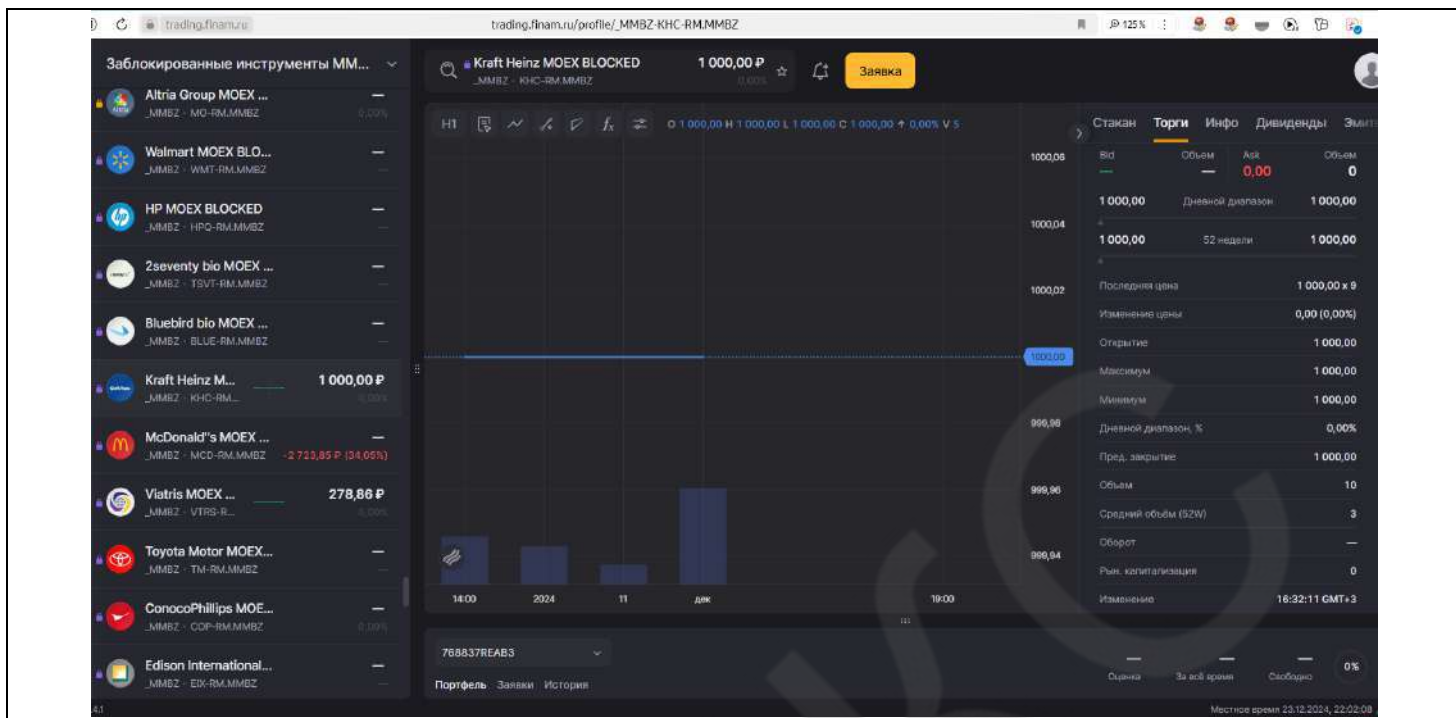 trading.finam.ru
trading.finam.ru/profile/_MMBZ-KHC-RM.MMBZ
125 %
Заблокированные инструменты MM...
Altria Group MOEX ...
—
_MMBZ · MO-RM.MMBZ
0,00%
Walmart MOEX BLO...
—
_MMBZ · WMT-RM.MMBZ
—
HP MOEX BLOCKED
—
_MMBZ · HPQ-RM.MMBZ
—
2seventy bio MOEX ...
—
_MMBZ · TSVT-RM.MMBZ
—
Bluebird bio MOEX ...
—
_MMBZ · BLUE-RM.MMBZ
—
Kraft Heinz M...
1 000,00 ₽
_MMBZ · KHC-RM...
0,00%
McDonald"s MOEX ...
—
_MMBZ · MCD-RM.MMBZ
-2 723,85 ₽ (34,05%)
Viatris MOEX ...
278,86 ₽
_MMBZ · VTRS-R...
0,00%
Toyota Motor MOEX...
—
_MMBZ · TM-RM.MMBZ
—
ConocoPhillips MOE...
—
_MMBZ · COP-RM.MMBZ
0,00%
Edison International...
—
_MMBZ · EIX-RM.MMBZ
—
4.1
Kraft Heinz MOEX BLOCKED
1 000,00 ₽
_MMBZ · KHC-RM.MMBZ
0,00%
Заявка
H1
O 1 000,00 H 1 000,00 L 1 000,00 C 1 000,00 0,00% V 5
1000,06
1000,04
1000,02
1000,00
999,98
999,96
999,94
14:00 2024 11 дек 19:00
768837REAB3
Портфель Заявки История
Оценка За всё время Свободно 0%
Стакан Торги Инфо Дивиденды Эмит
Bid Объем Ask Объем
— — 0,00 0
1 000,00 Дневной диапазон 1 000,00
1 000,00 52 недели 1 000,00
Последняя цена 1 000,00 x 9
Изменение цены 0,00 (0,00%)
Открытие 1 000,00
Максимум 1 000,00
Минимум 1 000,00
Дневной диапазон, % 0,00%
Пред. закрытие 1 000,00
Объем 10
Средний объём (52W) 3
Оборот —
Рын. капитализация 0
Изменение 16:32:11 GMT+3
Местное время 23.12.2024, 22:02:08